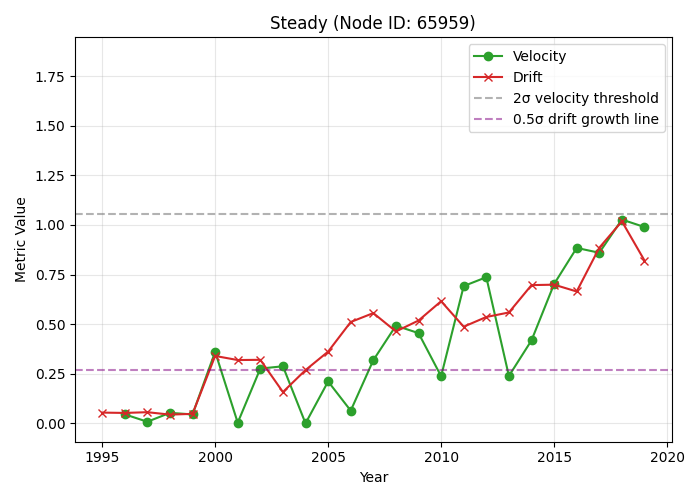 Steady (Node ID: 65959)
Velocity
Drift
2σ velocity threshold
0.5σ drift growth line
Metric Value
1.75
1.50
1.25
1.00
0.75
0.50
0.25
0.00
1995 2000 2005 2010 2015 2020
Year